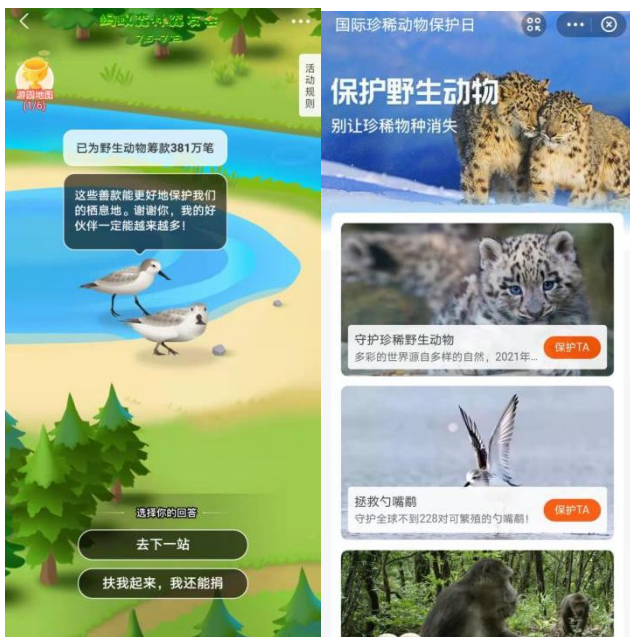 活动规则
游园地图
(1/6)
已为野生动物筹款381万笔
这些善款能更好地保护我们
的栖息地。谢谢你，我的好
伙伴一定能越来越多！
选择你的回答
去下一站
扶我起来，我还能捐
国际珍稀动物保护日
保护野生动物
别让珍稀物种消失
守护珍稀野生动物
多彩的世界源自多样的自然，2021年...
保护TA
拯救勺嘴鹬
守护全球不到228对可繁殖的勺嘴鹬！
保护TA